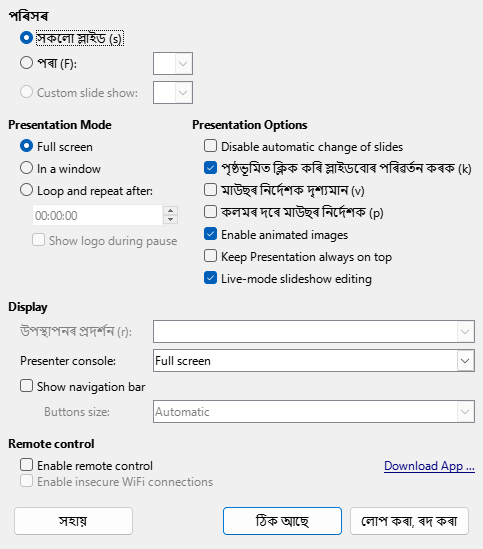 পৰিসৰ
সকলো স্লাইড (s)
পৰা (F):
Custom slide show:
Presentation Mode
Full screen
In a window
Loop and repeat after:
00:00:00
Show logo during pause
Presentation Options
Disable automatic change of slides
পৃষ্ঠভূমিত ক্লিক কৰি স্লাইডবোৰ পৰিৱৰ্তন কৰক (k)
মাউছৰ নিৰ্দেশক দৃশ্যমান (v)
কলমৰ দৰে মাউছৰ নিৰ্দেশক (p)
Enable animated images
Keep Presentation always on top
Live-mode slideshow editing
Display
উপস্থাপনৰ প্ৰদৰ্শন (r):
Presenter console: Full screen
Show navigation bar
Buttons size: Automatic
Remote control
Enable remote control Download App ...
Enable insecure WiFi connections
সহায় ঠিক আছে লোপ কৰা, ৰদ কৰা